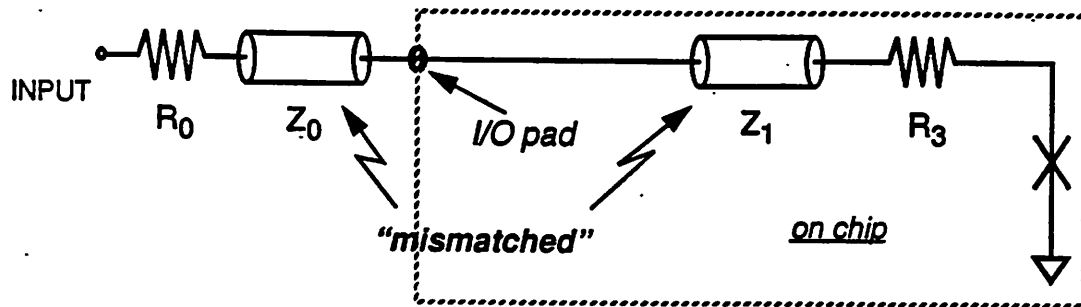 INPUT
R0
Z0
I/O pad
Z1
R3
"mismatched"
on chip